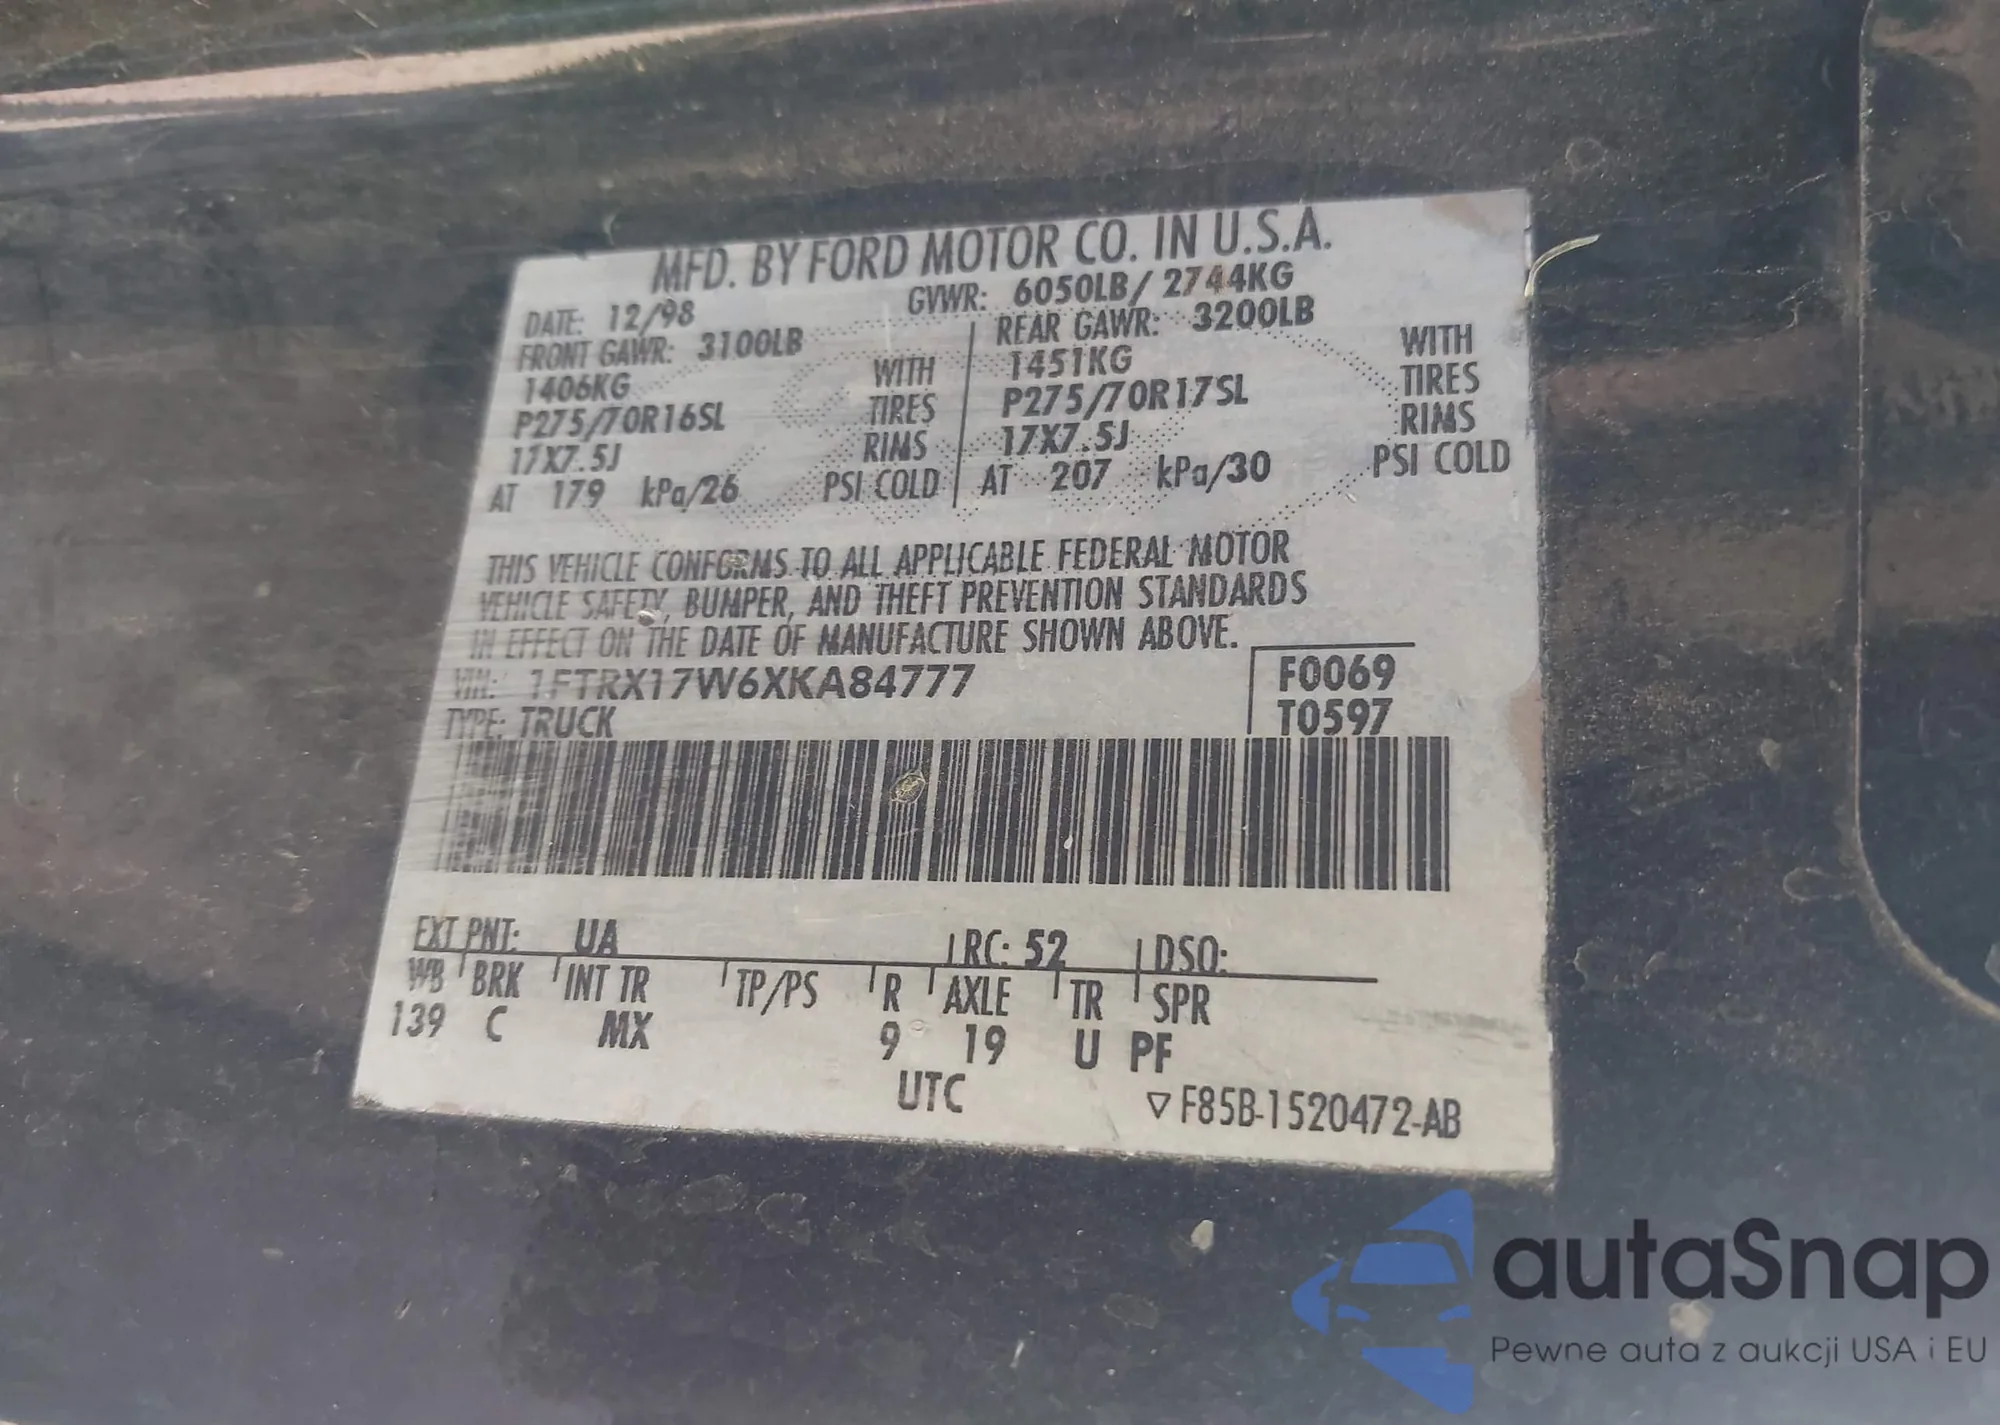 MFD. BY FORD MOTOR CO. IN U.S.A.
DATE: 12/98 GVWR: 6050LB/ 2744KG
FRONT GAWR: 3100LB REAR GAWR: 3200LB
1406KG WITH 1451KG WITH
P275/70R16SL TIRES P275/70R17SL TIRES
17X7.5J RIMS 17X7.5J RIMS
AT 179 kPa/26 PSI COLD AT 207 kPa/30 PSI COLD
THIS VEHICLE CONFORMS TO ALL APPLICABLE FEDERAL MOTOR
VEHICLE SAFETY, BUMPER, AND THEFT PREVENTION STANDARDS
IN EFFECT ON THE DATE OF MANUFACTURE SHOWN ABOVE.
VIN: 1FTRX17W6XKA84777 F0069
TYPE: TRUCK T0597
EXT PNT: UA RC: 52 DSO:
WB BRK INT TR TP/PS R AXLE TR SPR
139 C MX 9 19 U PF
UTC
▽ F85B-1520472-AB
autaSnap
Pewne auta z aukcji USA i EU